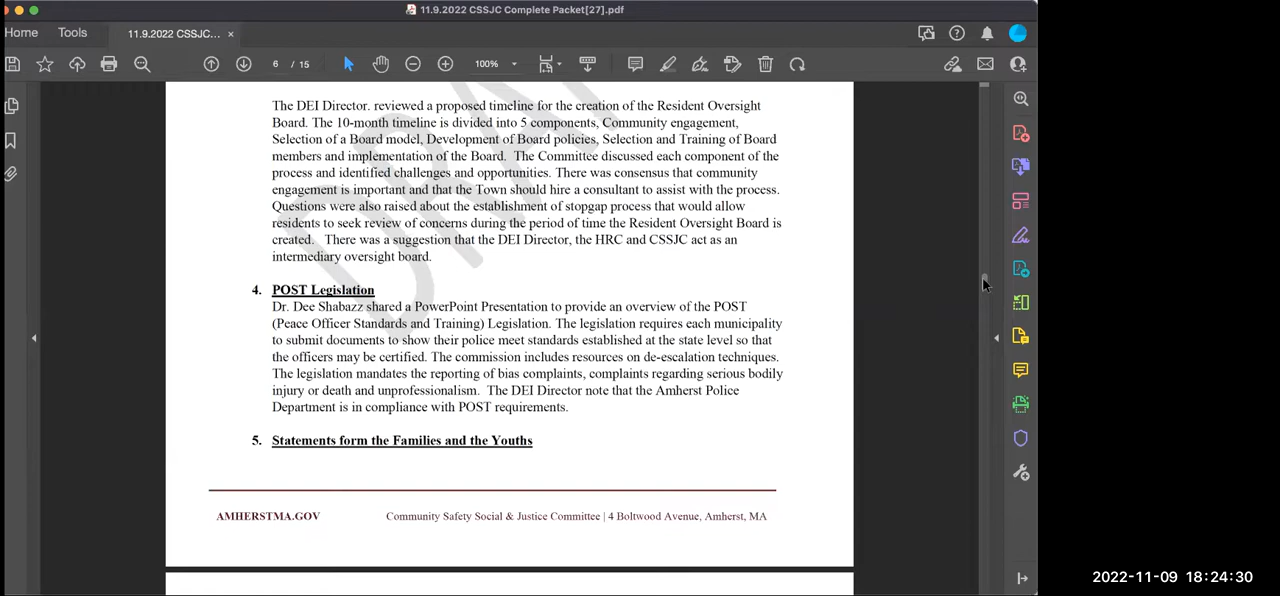 11.9.2022 CSSJC Complete Packet[27].pdf
Home Tools 11.9.2022 CSSJC... ×
6 / 15 100%
The DEI Director. reviewed a proposed timeline for the creation of the Resident Oversight
Board. The 10-month timeline is divided into 5 components, Community engagement,
Selection of a Board model, Development of Board policies, Selection and Training of Board
members and implementation of the Board. The Committee discussed each component of the
process and identified challenges and opportunities. There was consensus that community
engagement is important and that the Town should hire a consultant to assist with the process.
Questions were also raised about the establishment of stopgap process that would allow
residents to seek review of concerns during the period of time the Resident Oversight Board is
created. There was a suggestion that the DEI Director, the HRC and CSSJC act as an
intermediary oversight board.
4. POST Legislation
Dr. Dee Shabazz shared a PowerPoint Presentation to provide an overview of the POST
(Peace Officer Standards and Training) Legislation. The legislation requires each municipality
to submit documents to show their police meet standards established at the state level so that
the officers may be certified. The commission includes resources on de-escalation techniques.
The legislation mandates the reporting of bias complaints, complaints regarding serious bodily
injury or death and unprofessionalism. The DEI Director note that the Amherst Police
Department is in compliance with POST requirements.
5. Statements form the Families and the Youths
AMHERSTMA.GOV Community Safety Social & Justice Committee | 4 Boltwood Avenue, Amherst, MA
2022-11-09 18:24:30